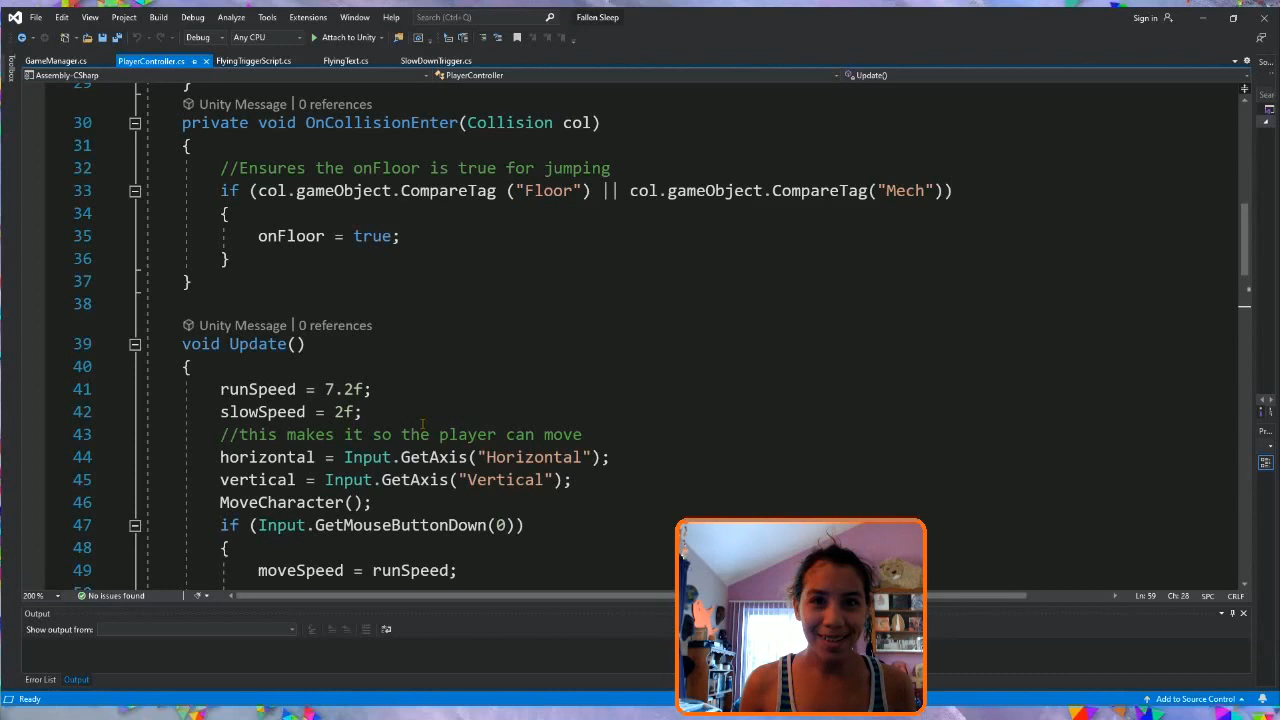 File Edit View Project Build Debug Analyze Tools Extensions Window Help Search (Ctrl+Q) Fallen Sleep Sign in
Debug Any CPU Attach to Unity
GameManager.cs PlayerController.cs FlyingTriggerScript.cs FlyingText.cs SlowDownTrigger.cs
Toolbox
Assembly-CSharp PlayerController Update()
29 }
Unity Message | 0 references
30 private void OnCollisionEnter(Collision col)
31 {
32 //Ensures the onFloor is true for jumping
33 if (col.gameObject.CompareTag ("Floor") || col.gameObject.CompareTag("Mech"))
34 {
35 onFloor = true;
36 }
37 }
38
Unity Message | 0 references
39 void Update()
40 {
41 runSpeed = 7.2f;
42 slowSpeed = 2f;
43 //this makes it so the player can move
44 horizontal = Input.GetAxis("Horizontal");
45 vertical = Input.GetAxis("Vertical");
46 MoveCharacter();
47 if (Input.GetMouseButtonDown(0))
48 {
49 moveSpeed = runSpeed;
200 % No issues found Ln: 59 Ch: 28 SPC CRLF
Output
Show output from:
Error List Output
Ready Add to Source Control
So...
Sear
Pr...